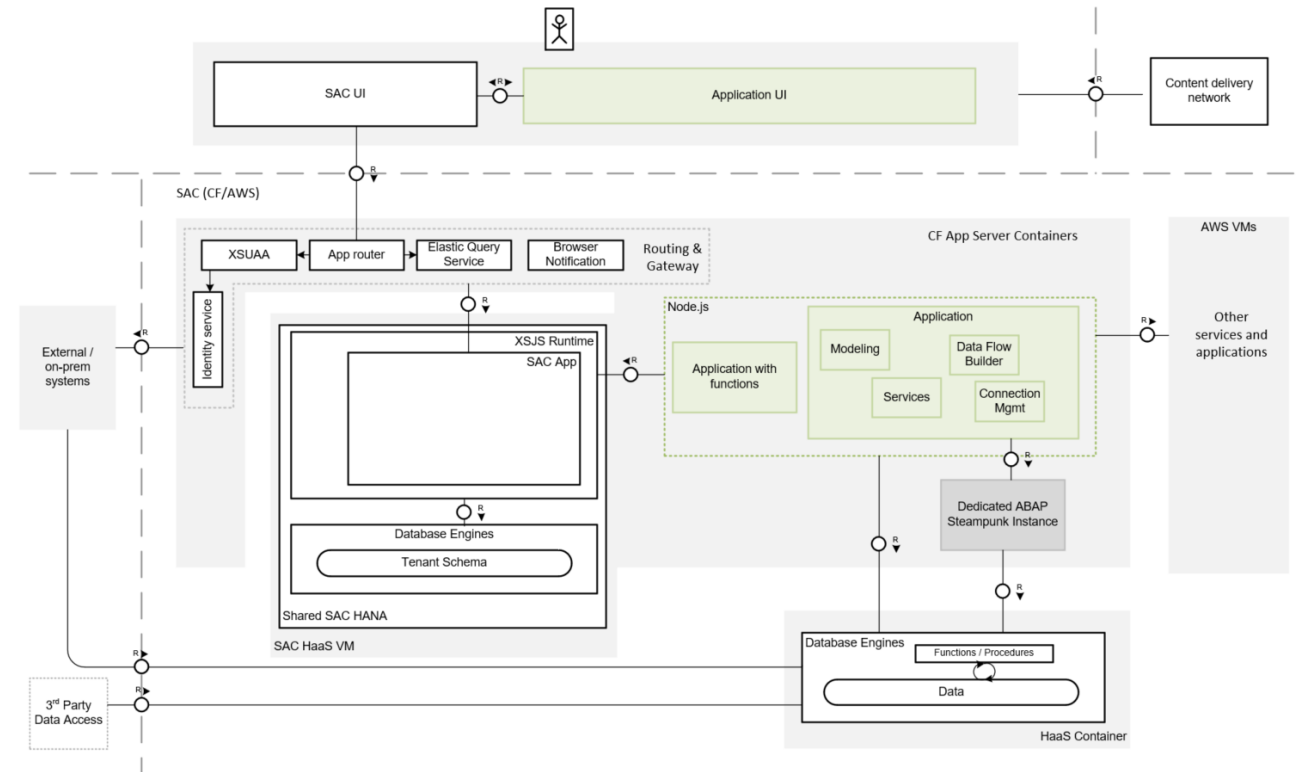 SAC UI
R
Application UI
R
Content delivery
network
R
SAC (CF/AWS)
CF App Server Containers
AWS VMs
XSUAA
App router
Elastic Query
Service
Browser
Notification
Routing &
Gateway
Identity service
R
R
External /
on-prem
systems
XSJS Runtime
SAC App
R
Node.js
Application with
functions
Application
Modeling
Data Flow
Builder
Services
Connection
Mgmt
R
Other
services and
applications
R
R
Database Engines
Tenant Schema
Shared SAC HANA
SAC HaaS VM
Dedicated ABAP
Steampunk Instance
R
R
R
R
3rd Party
Data Access
Database Engines
Functions / Procedures
Data
HaaS Container